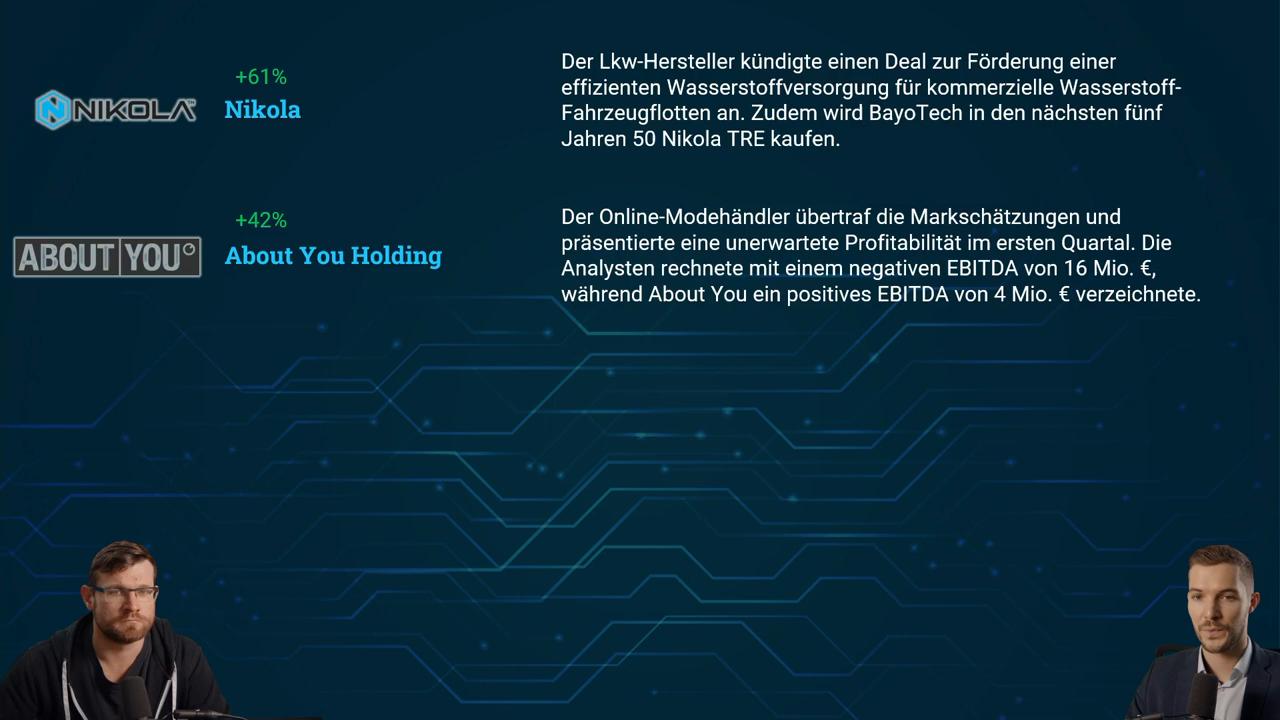 +61%
NIKOLA
Nikola
Der Lkw-Hersteller kündigte einen Deal zur Förderung einer
effizienten Wasserstoffversorgung für kommerzielle Wasserstoff-
Fahrzeugflotten an. Zudem wird BayoTech in den nächsten fünf
Jahren 50 Nikola TRE kaufen.
+42%
ABOUT YOU
About You Holding
Der Online-Modehändler übertraf die Markschätzungen und
präsentierte eine unerwartete Profitabilität im ersten Quartal. Die
Analysten rechnete mit einem negativen EBITDA von 16 Mio. €,
während About You ein positives EBITDA von 4 Mio. € verzeichnete.